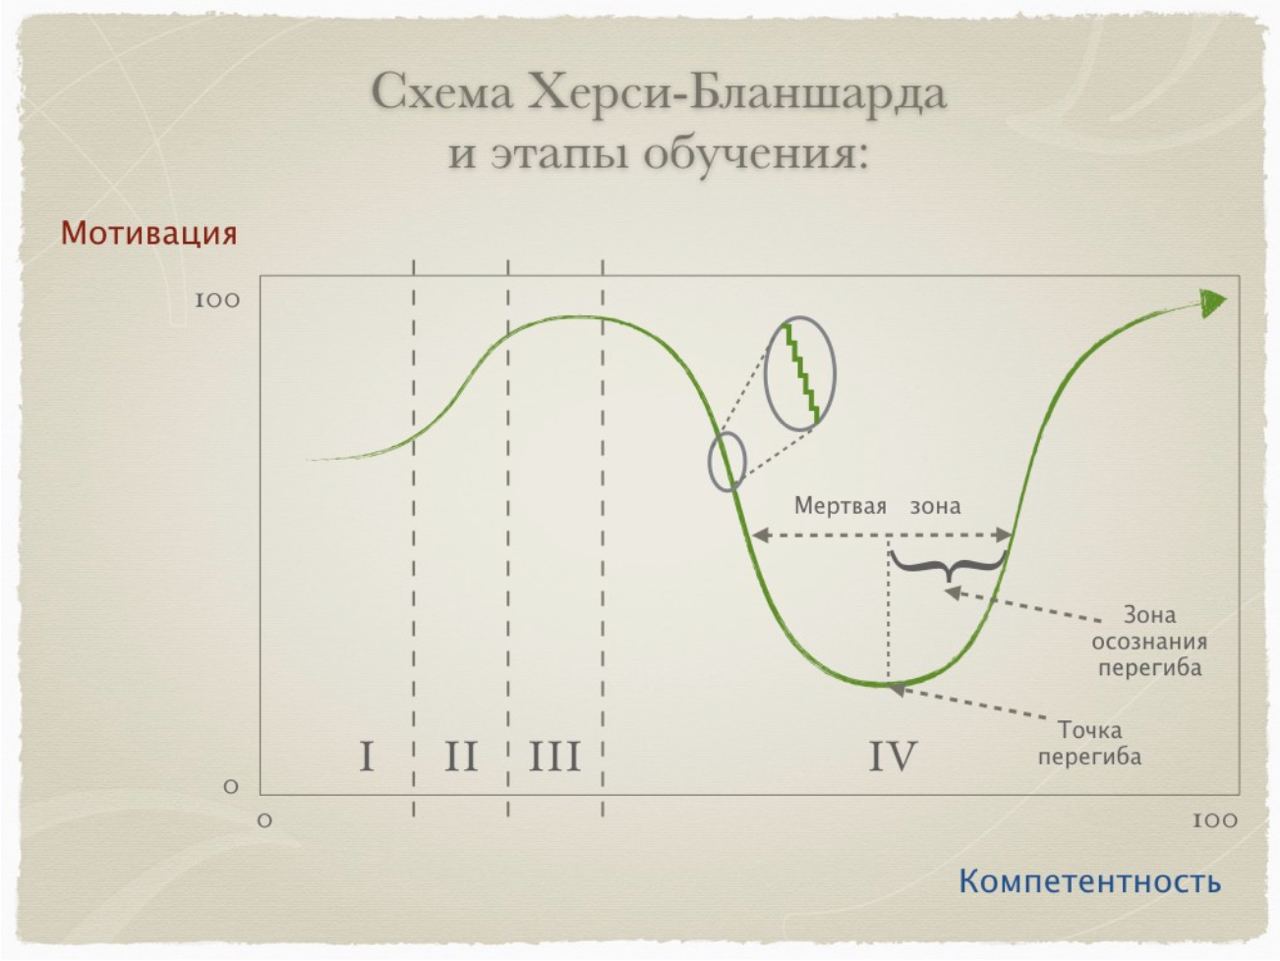 Схема Херси-Бланшарда
и этапы обучения:
Мотивация
100
Мертвая зона
Зона
осознания
перегиба
Точка
перегиба
I II III IV
0
0 100
Компетентность